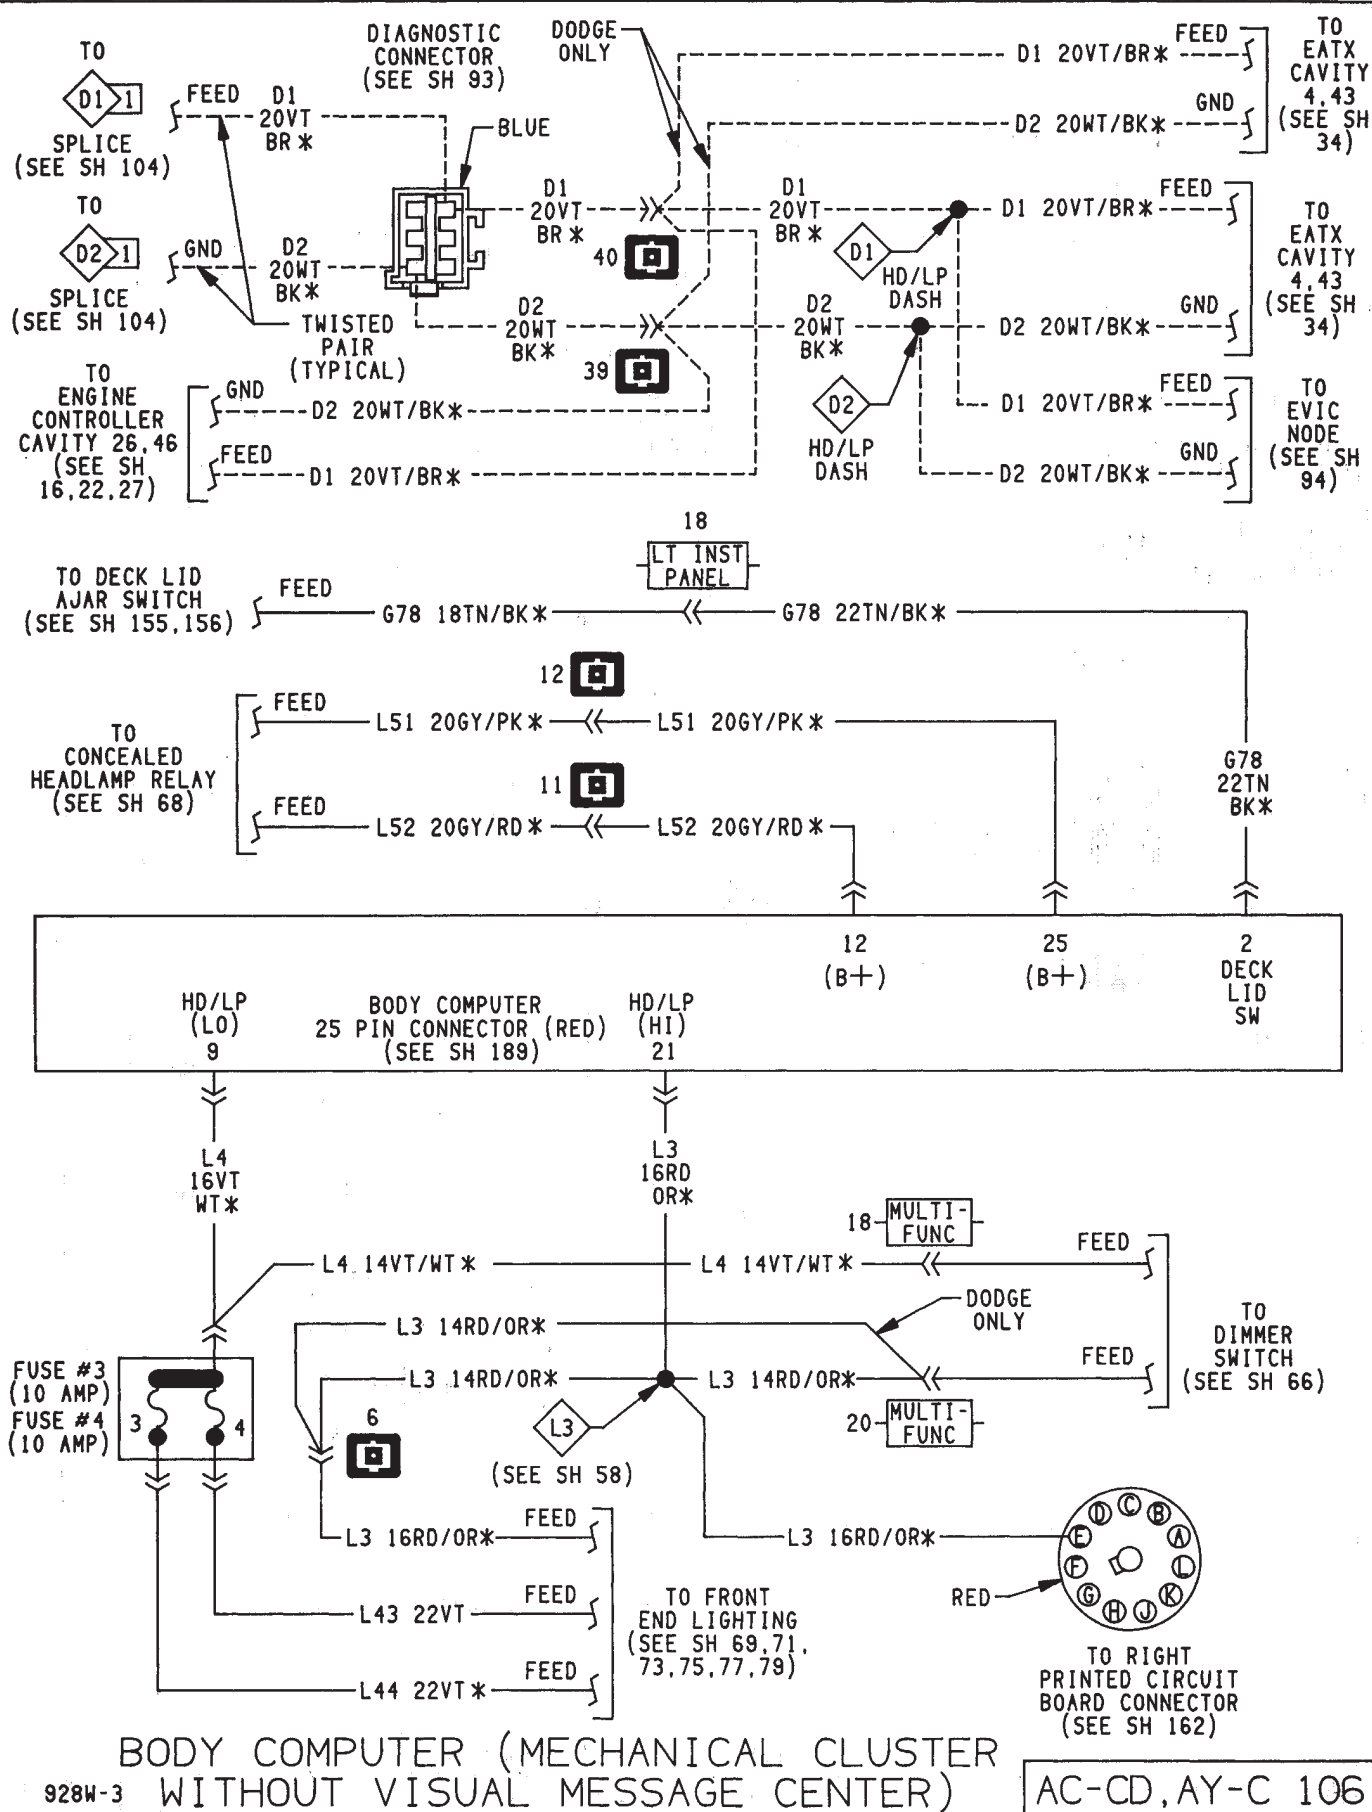 TO
D1
1
SPLICE
(SEE SH 104)
FEED
D1
20VT
BR*
DIAGNOSTIC
CONNECTOR
(SEE SH 93)
BLUE
DODGE
ONLY
D1 20VT/BR*
FEED
D2 20WT/BK*
GND
TO
EATX
CAVITY
4,43
(SEE SH
34)
TO
D2
1
SPLICE
(SEE SH 104)
GND
D2
20WT
BK*
TWISTED
PAIR
(TYPICAL)
D1
20VT
BR*
40
D2
20WT
BK*
39
D1
20VT
BR*
D1
HD/LP
DASH
D2
20WT
BK*
D2
HD/LP
DASH
D1 20VT/BR*
FEED
D2 20WT/BK*
GND
TO
EATX
CAVITY
4,43
(SEE SH
34)
D1 20VT/BR*
FEED
D2 20WT/BK*
GND
TO
EVIC
NODE
(SEE SH
94)
TO
ENGINE
CONTROLLER
CAVITY 26,46
(SEE SH
16,22,27)
GND
D2 20WT/BK*
FEED
D1 20VT/BR*
18
LT INST
PANEL
TO DECK LID
AJAR SWITCH
(SEE SH 155,156)
FEED
G78 18TN/BK*
G78 22TN/BK*
12
TO
CONCEALED
HEADLAMP RELAY
(SEE SH 68)
FEED
L51 20GY/PK*
L51 20GY/PK*
11
FEED
L52 20GY/RD*
L52 20GY/RD*
G78
22TN
BK*
12
(B+)
25
(B+)
2
DECK
LID
SW
HD/LP
(LO)
9
BODY COMPUTER
25 PIN CONNECTOR (RED)
(SEE SH 189)
HD/LP
(HI)
21
L4
16VT
WT*
L3
16RD
OR*
18
MULTI-
FUNC
L4 14VT/WT*
L4 14VT/WT*
FEED
L3 14RD/OR*
DODGE
ONLY
L3 14RD/OR*
L3 14RD/OR*
FEED
TO
DIMMER
SWITCH
(SEE SH 66)
20
MULTI-
FUNC
FUSE #3
(10 AMP)
FUSE #4
(10 AMP)
3
4
6
L3
(SEE SH 58)
L3 16RD/OR*
FEED
L43 22VT
FEED
L44 22VT*
FEED
TO FRONT
END LIGHTING
(SEE SH 69,71,
73,75,77,79)
L3 16RD/OR*
RED
A
B
C
D
E
F
G
H
J
K
L
TO RIGHT
PRINTED CIRCUIT
BOARD CONNECTOR
(SEE SH 162)
BODY COMPUTER (MECHANICAL CLUSTER
928W-3 WITHOUT VISUAL MESSAGE CENTER)
AC-CD,AY-C 106